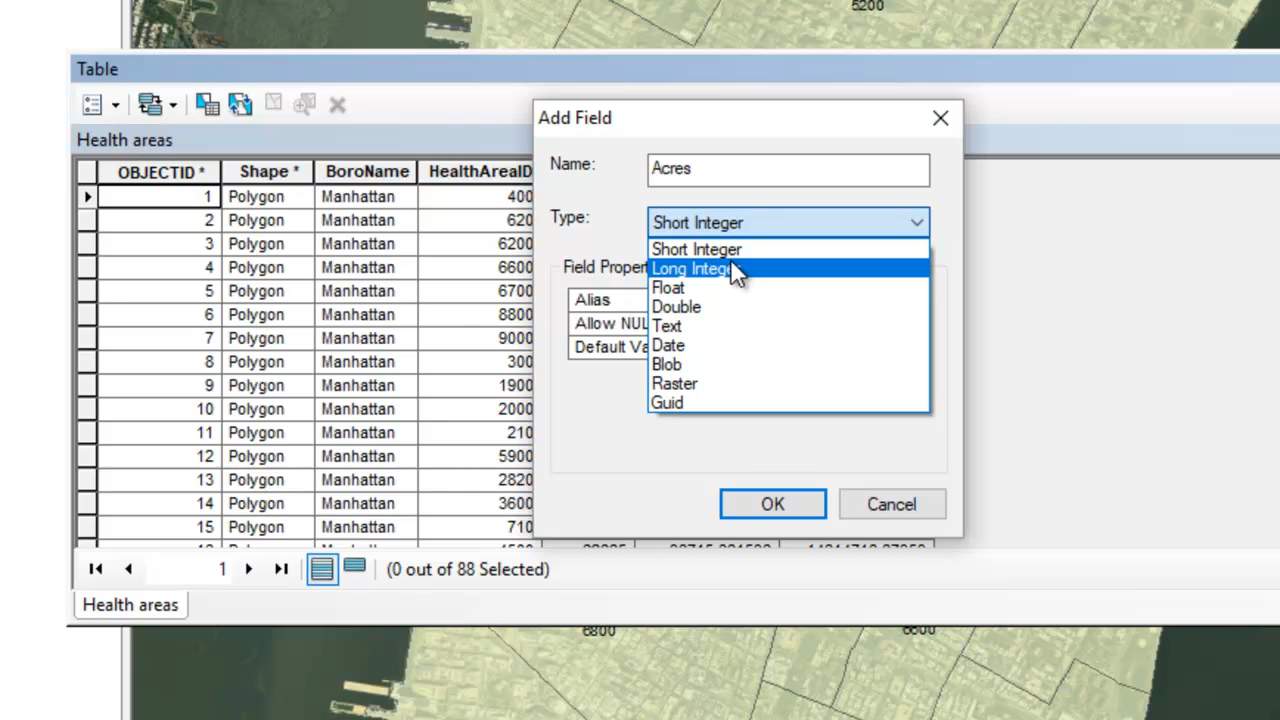 5200
Table
Health areas
OBJECTID * Shape * BoroName HealthAreaID
1 Polygon Manhattan 400
2 Polygon Manhattan 620
3 Polygon Manhattan 6200
4 Polygon Manhattan 6600
5 Polygon Manhattan 6700
6 Polygon Manhattan 8800
7 Polygon Manhattan 9000
8 Polygon Manhattan 300
9 Polygon Manhattan 1900
10 Polygon Manhattan 2000
11 Polygon Manhattan 210
12 Polygon Manhattan 5900
13 Polygon Manhattan 2820
14 Polygon Manhattan 3600
15 Polygon Manhattan 710
Add Field
Name: Acres
Type: Short Integer
Short Integer
Long Intege
Float
Double
Text
Date
Blob
Raster
Guid
Field Propert
Alias
Allow NUL
Default Va
OK Cancel
1 (0 out of 88 Selected)
Health areas
6800